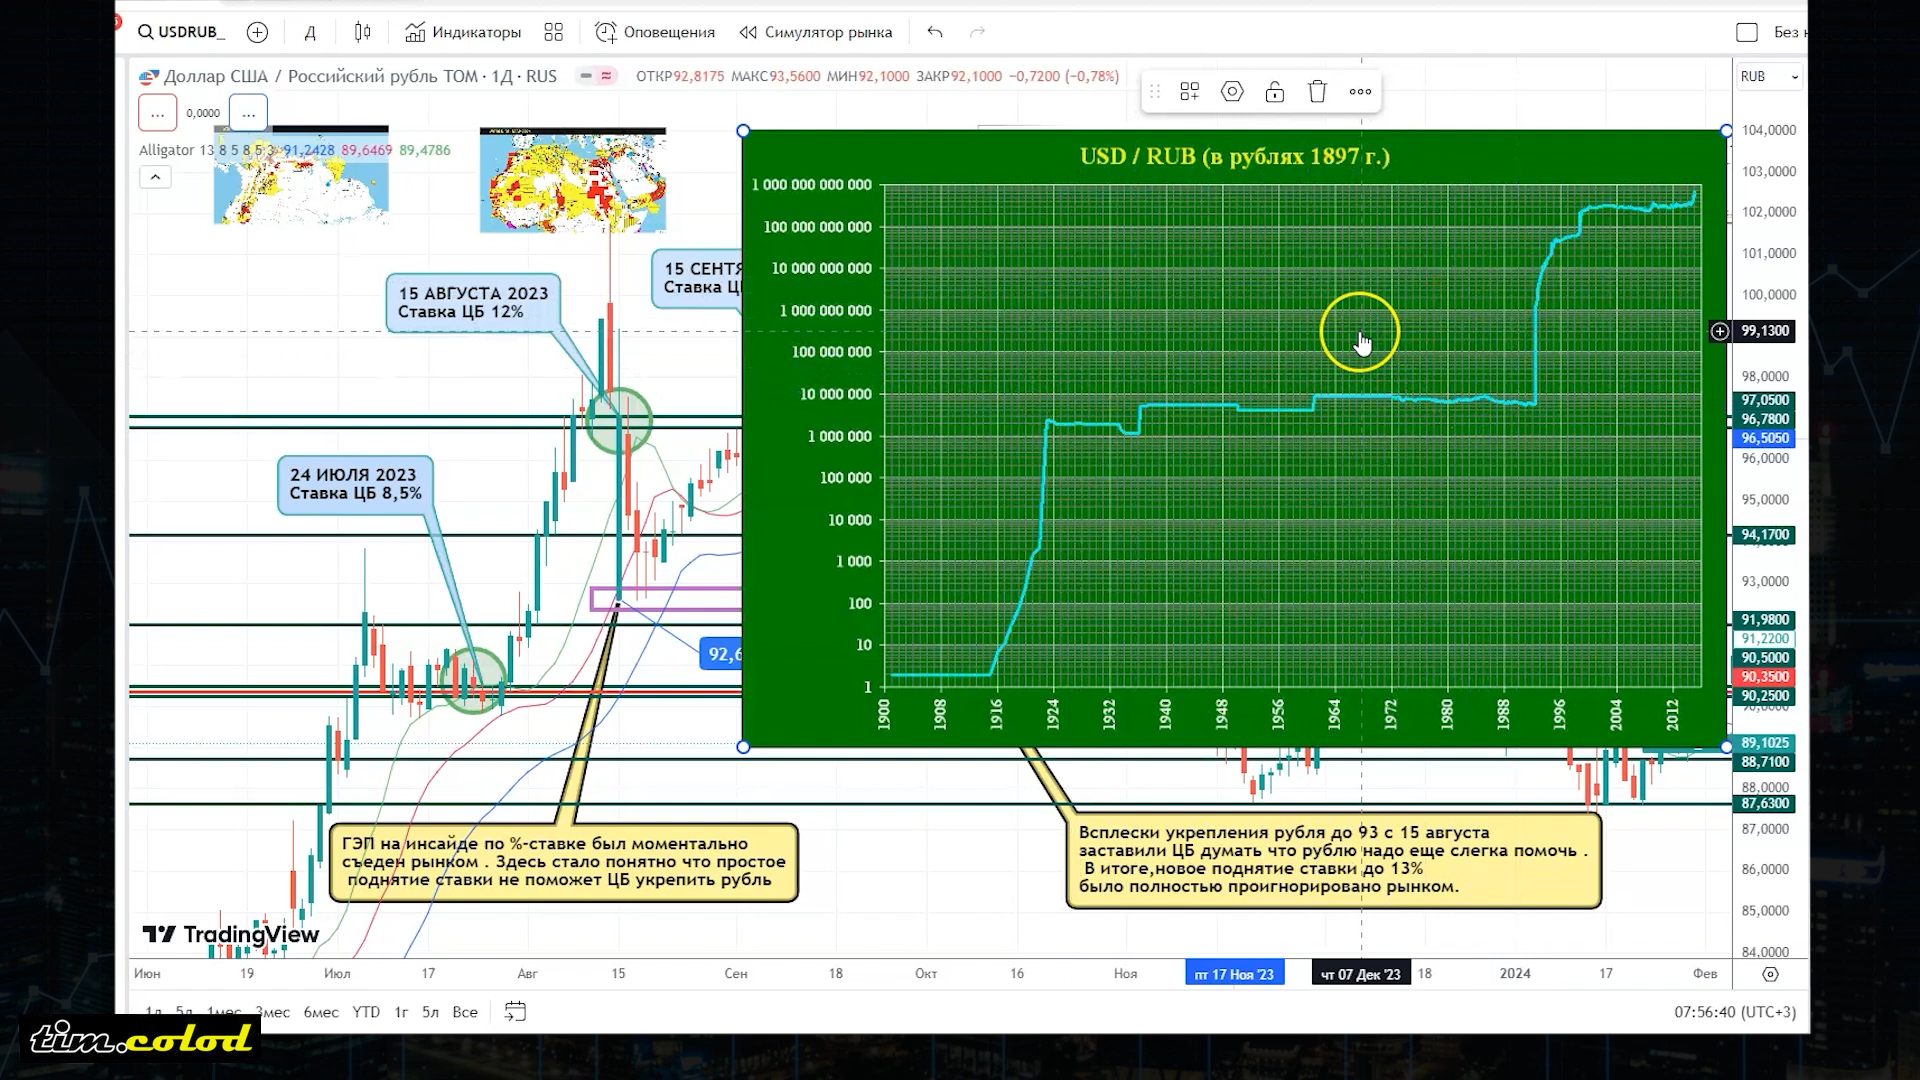 USDRUB_
Д
Индикаторы
Оповещения
Симулятор рынка
Без
Доллар США / Российский рубль ТОМ · 1Д · RUS
ОТКР92,8175 МАКС93,5600 МИН92,1000 ЗАКР92,1000 −0,7200 (−0,78%)
RUB
0,0000
Alligator 13 8 5 8 5 3 91,2428 89,6469 89,4786
15 АВГУСТА 2023
Ставка ЦБ 12%
15 СЕНТЯ
Ставка Ц
24 ИЮЛЯ 2023
Ставка ЦБ 8,5%
92,6
USD / RUB (в рублях 1897 г.)
1 000 000 000 000
100 000 000 000
10 000 000 000
1 000 000 000
100 000 000
10 000 000
1 000 000
100 000
10 000
1 000
100
10
1
1900 1908 1916 1924 1932 1940 1948 1956 1964 1972 1980 1988 1996 2004 2012
104,0000
103,0000
102,0000
101,0000
100,0000
99,1300
98,0000
97,0500
96,7800
96,5050
96,0000
95,0000
94,1700
93,0000
91,9800
91,2200
90,5000
90,3500
90,2500
89,1025
88,7100
88,0000
87,6300
87,0000
86,0000
85,0000
84,0000
ГЭП на инсайде по %-ставке был моментально
съеден рынком . Здесь стало понятно что простое
поднятие ставки не поможет ЦБ укрепить рубль
Всплески укрепления рубля до 93 с 15 августа
заставили ЦБ думать что рублю надо еще слегка помочь .
В итоге,новое поднятие ставки до 13%
было полностью проигнорировано рынком.
TradingView
Июн 19 Июл 17 Авг 15 Сен 18 Окт 16 Ноя пт 17 Ноя '23 чт 07 Дек '23 18 2024 17 Фев
1д 5д 1мес 3мес 6мес YTD 1г 5л Все
07:56:40 (UTC+3)
tim.colod